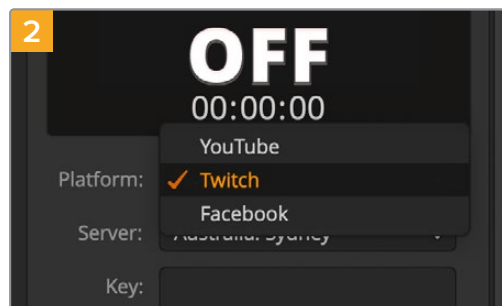 2
OFF
00:00:00
YouTube
Platform: ✓ Twitch
Facebook
Server: Australia: Sydney
Key: